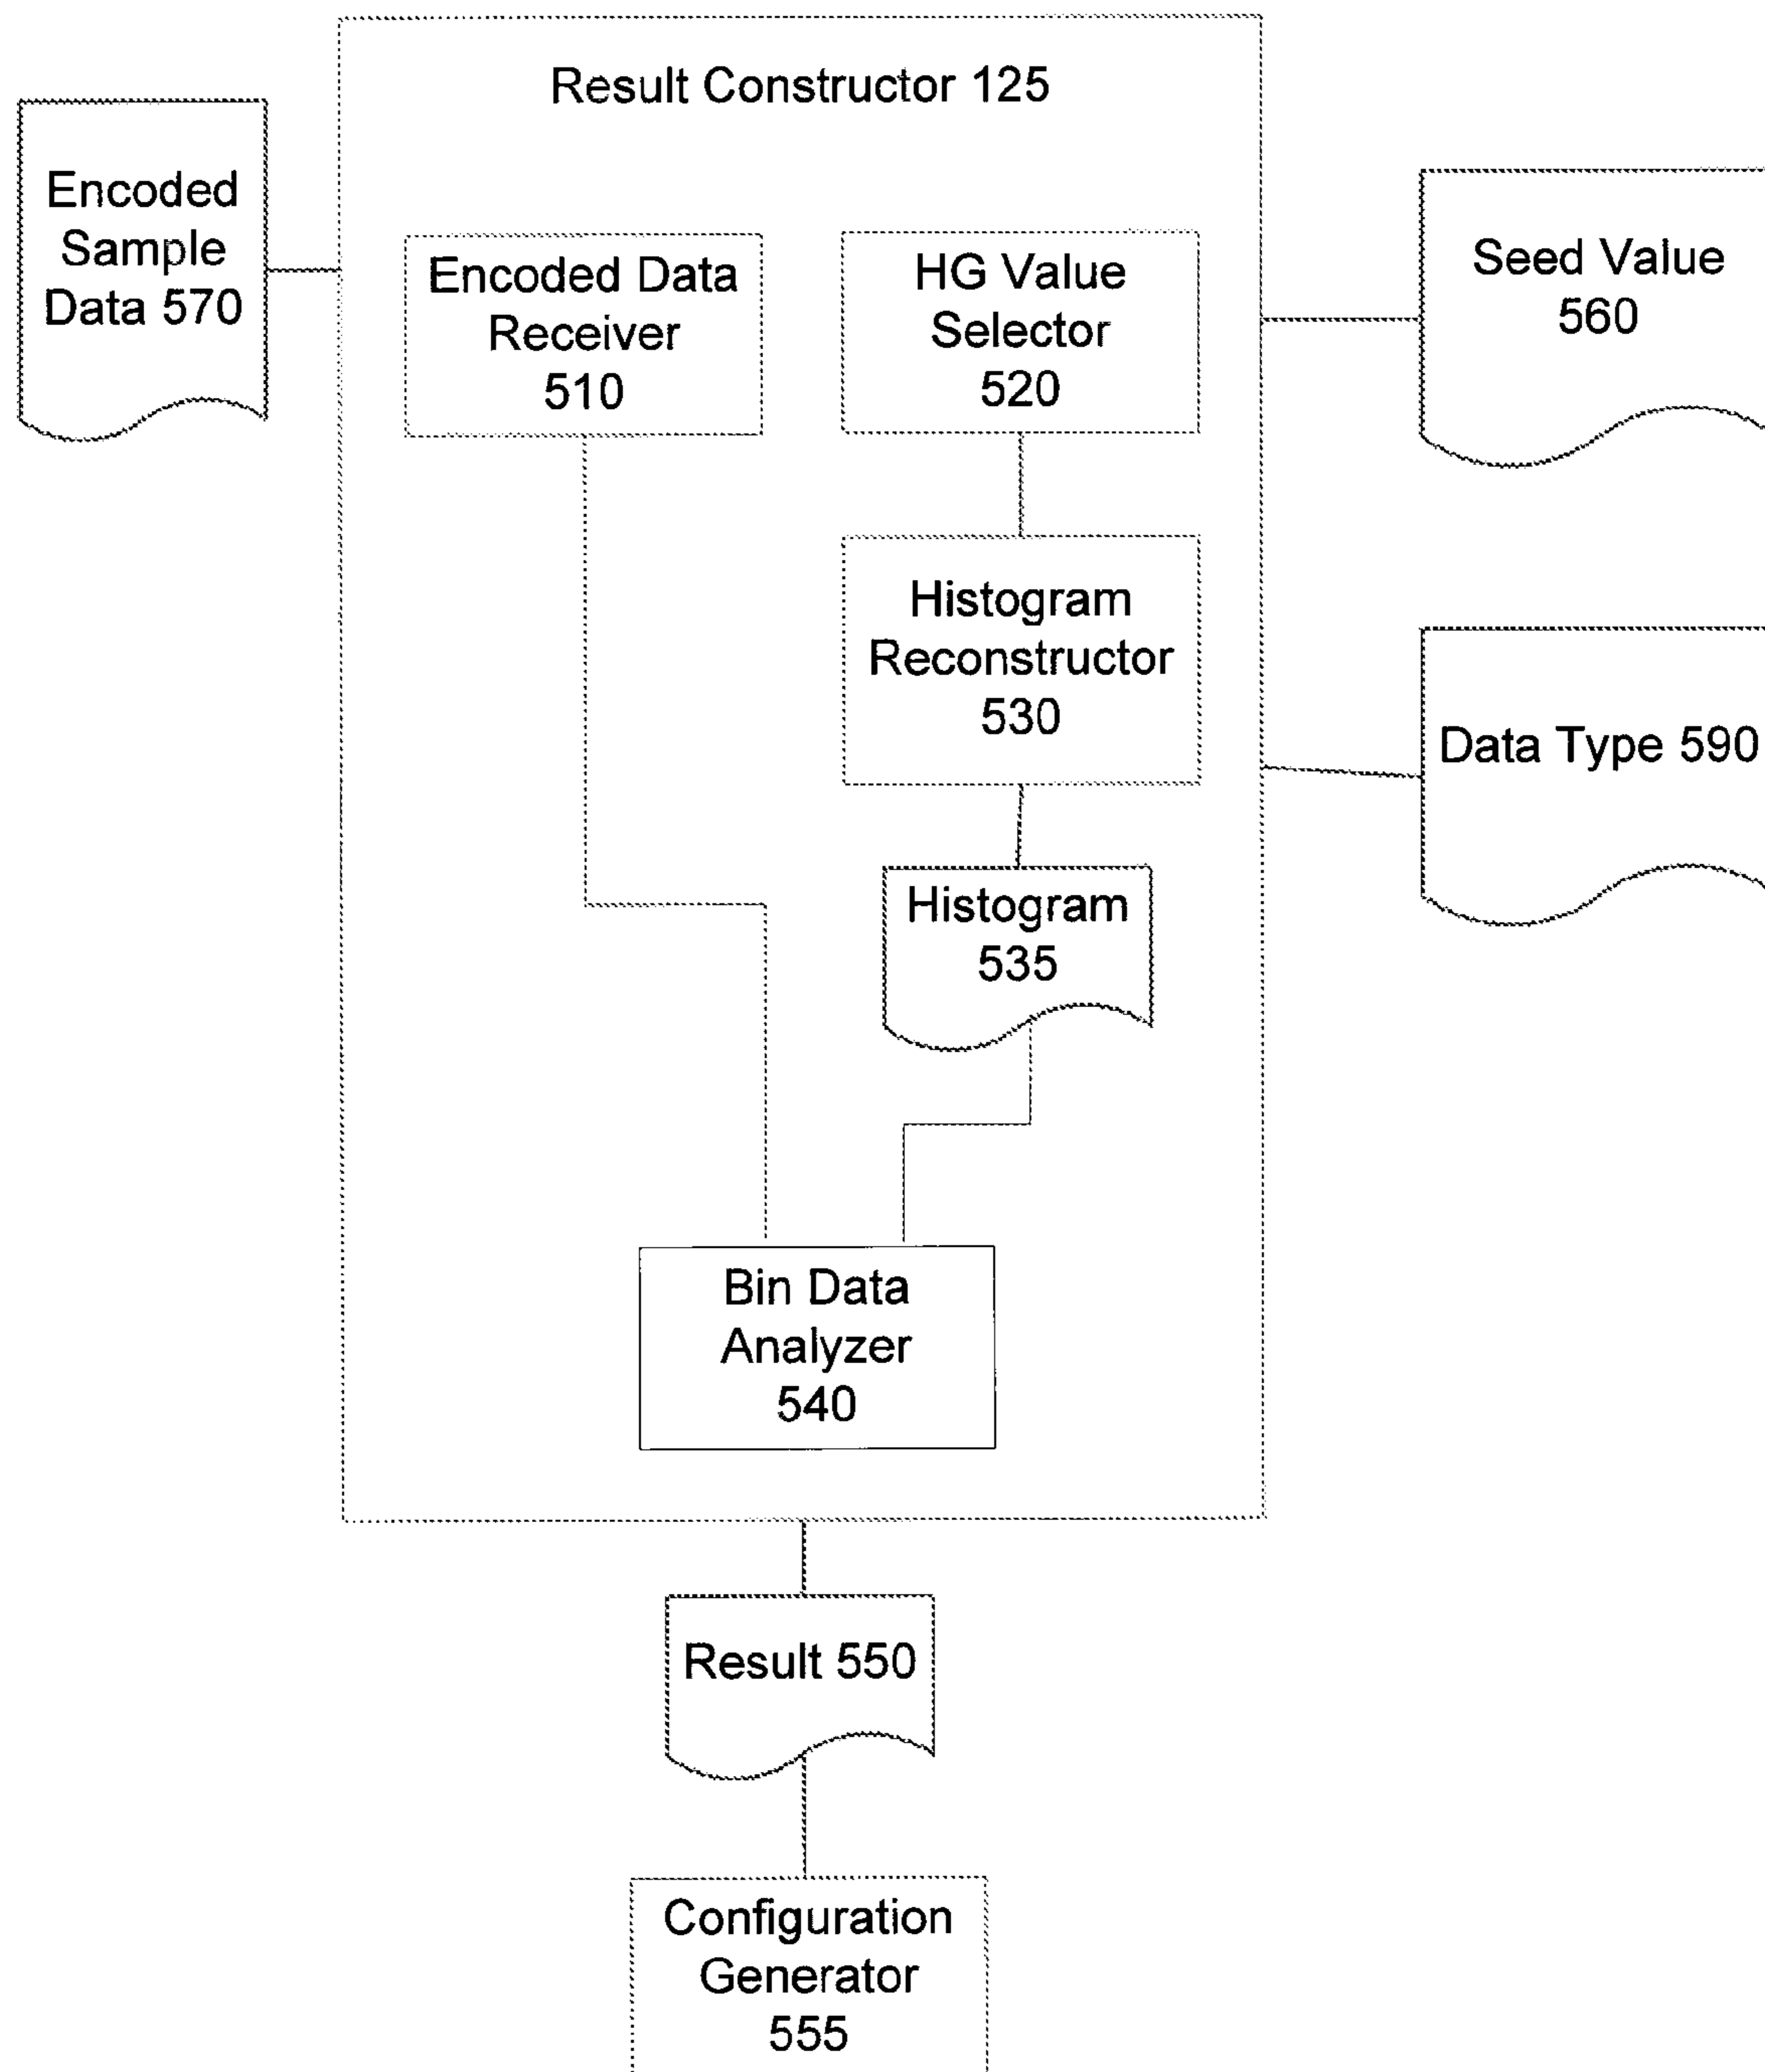 Result Constructor 125
Encoded
Sample
Data 570
Encoded Data
Receiver
510
HG Value
Selector
520
Seed Value
560
Histogram
Reconstructor
530
Data Type 590
Histogram
535
Bin Data
Analyzer
540
Result 550
Configuration
Generator
555